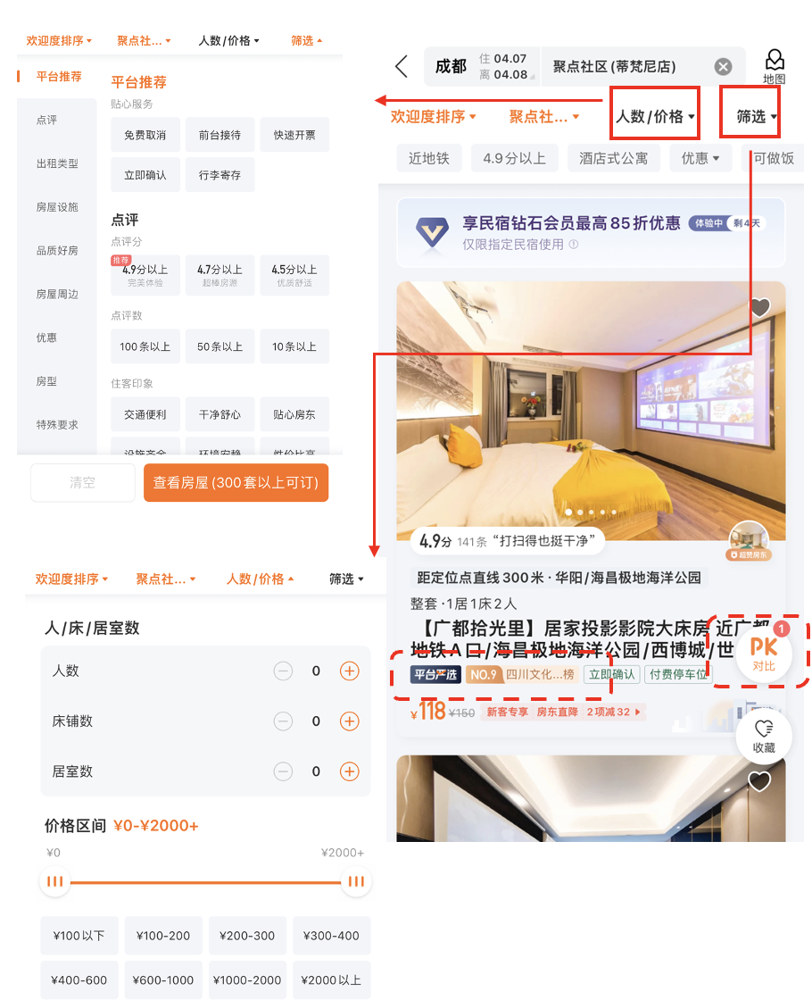 欢迎度排序
聚点社...
人数/价格
筛选
平台推荐
点评
出租类型
房屋设施
品质好房
房屋周边
优惠
房型
特殊要求
平台推荐
贴心服务
免费取消
前台接待
快速开票
立即确认
行李寄存
点评
点评分
推荐
4.9分以上
完美体验
4.7分以上
超棒房源
4.5分以上
优质舒适
点评数
100条以上
50条以上
10条以上
住客印象
交通便利
干净舒心
贴心房东
设施齐全
环境安静
性价比高
清空
查看房屋(300套以上可订)
成都
住 04.07
离 04.08
聚点社区(蒂梵尼店)
地图
欢迎度排序
聚点社...
人数/价格
筛选
近地铁
4.9分以上
酒店式公寓
优惠
可做饭
享民宿钻石会员最高85折优惠
体验中
剩4天
仅限指定民宿使用
4.9分 141条 “打扫得也挺干净”
超赞房东
距定位点直线300米 · 华阳/海昌极地海洋公园
整套 · 1居1床2人
【广都拾光里】居家投影影院大床房 近广都
地铁A口/海昌极地海洋公园/西博城/世
平台严选
NO.9 四川文化...榜
立即确认
付费停车位
¥118 ¥150
新客专享 房东直降 2项减32
1
PK
对比
收藏
欢迎度排序
聚点社...
人数/价格
筛选
人/床/居室数
人数
0
床铺数
0
居室数
0
价格区间 ¥0-¥2000+
¥0
¥2000+
¥100以下
¥100-200
¥200-300
¥300-400
¥400-600
¥600-1000
¥1000-2000
¥2000以上